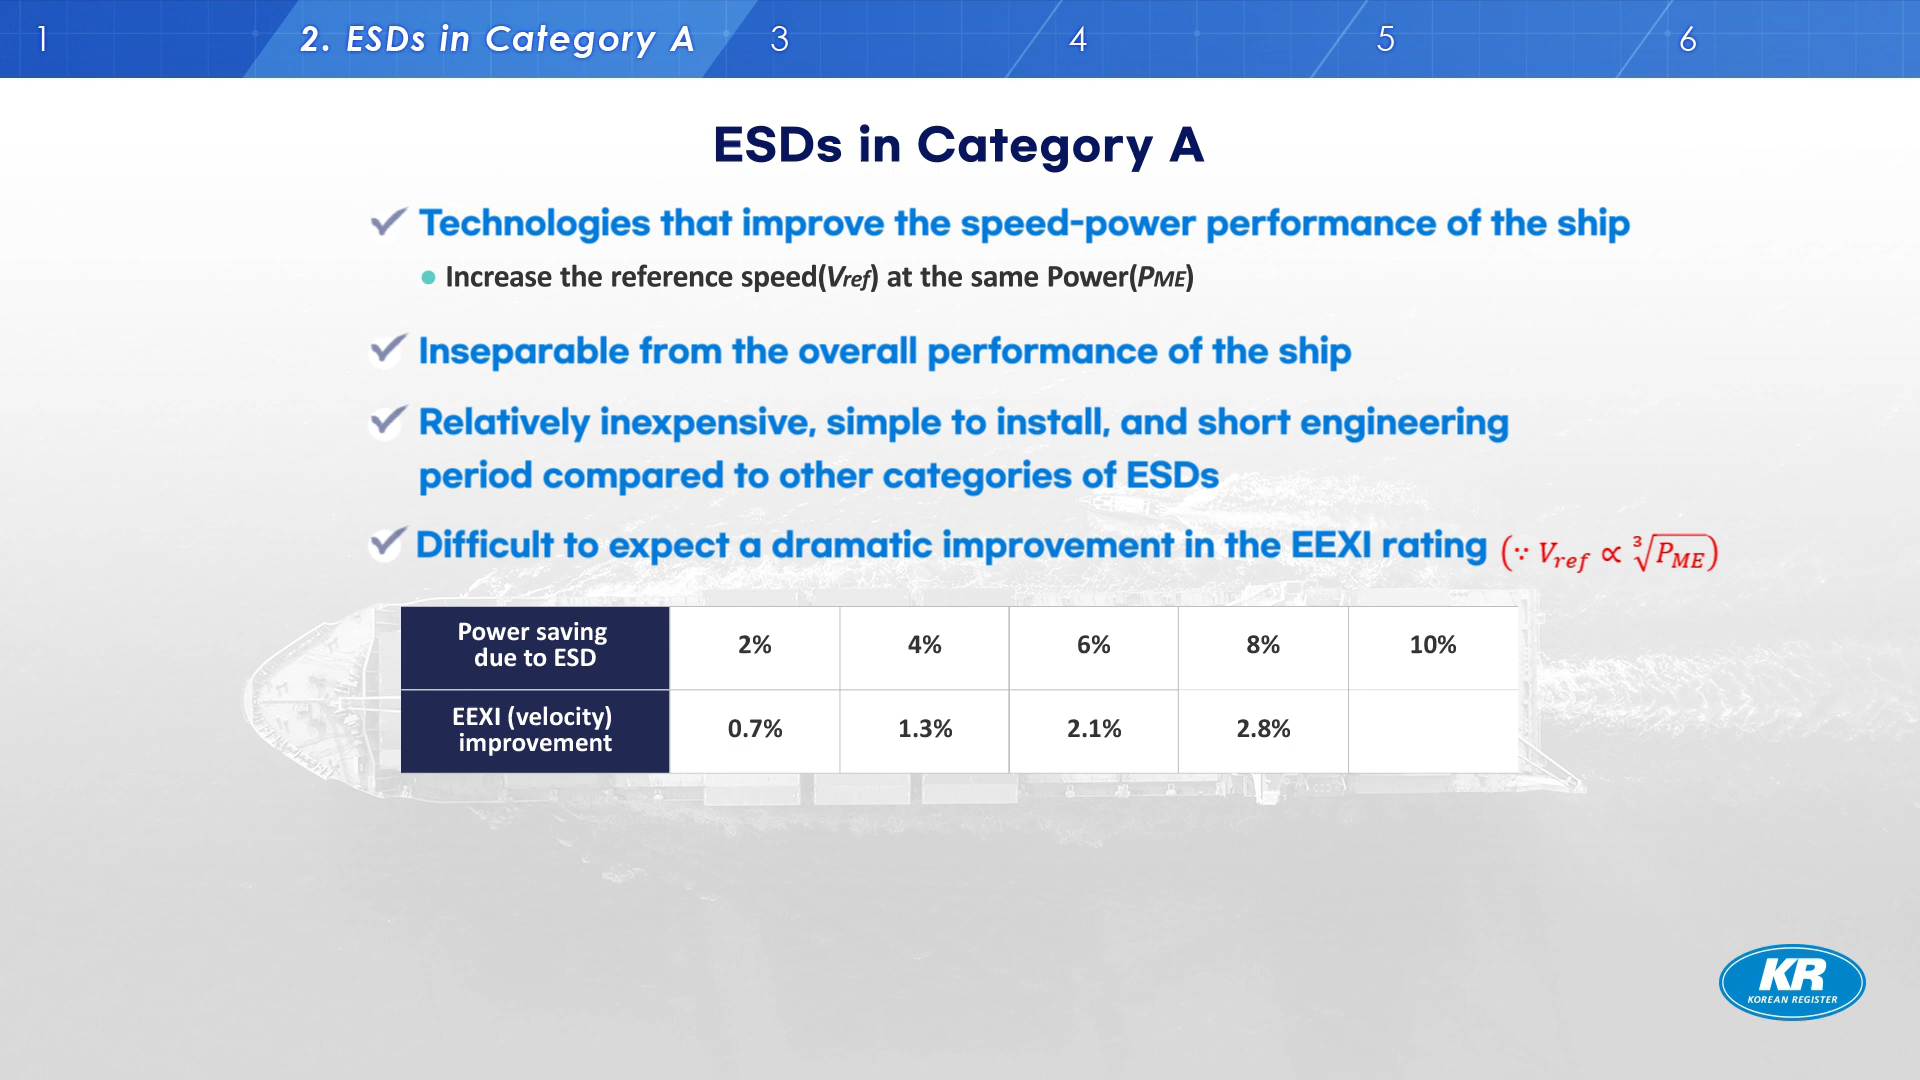 1 2. ESDs in Category A 3 4 5 6
ESDs in Category A
Technologies that improve the speed-power performance of the ship
Increase the reference speed(Vref) at the same Power(PME)
Inseparable from the overall performance of the ship
Relatively inexpensive, simple to install, and short engineering
period compared to other categories of ESDs
Difficult to expect a dramatic improvement in the EEXI rating (∵ Vref ∝ ∛PME)
Power saving
due to ESD
2% 4% 6% 8% 10%
EEXI (velocity)
improvement
0.7% 1.3% 2.1% 2.8%
KR
KOREAN REGISTER